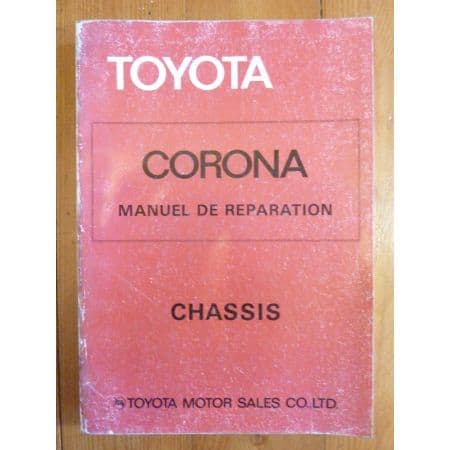 TOYOTA
CORONA
MANUEL DE REPARATION
CHASSIS
TOYOTA MOTOR SALES CO.,LTD.